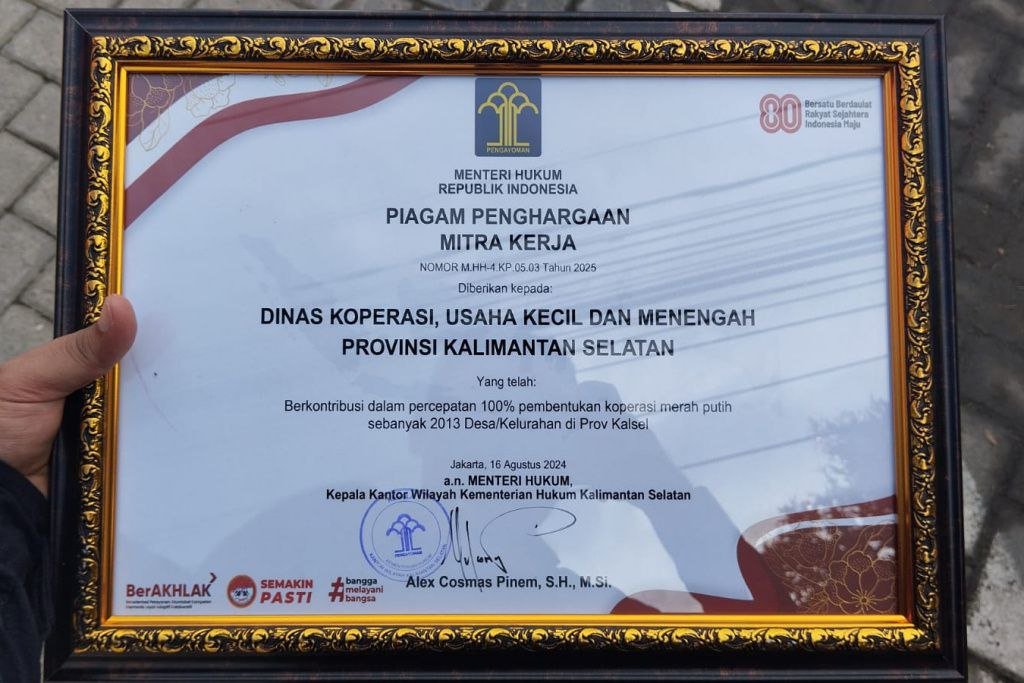 PENGAYOMAN
80 Bersatu Berdaulat
Rakyat Sejahtera
Indonesia Maju
MENTERI HUKUM
REPUBLIK INDONESIA
PIAGAM PENGHARGAAN
MITRA KERJA
NOMOR M.HH-4.KP.05.03 Tahun 2025
Diberikan kepada:
DINAS KOPERASI, USAHA KECIL DAN MENENGAH
PROVINSI KALIMANTAN SELATAN
Yang telah:
Berkontribusi dalam percepatan 100% pembentukan koperasi merah putih
sebanyak 2013 Desa/Kelurahan di Prov Kalsel
Jakarta, 16 Agustus 2024
a.n. MENTERI HUKUM,
Kepala Kantor Wilayah Kementerian Hukum Kalimantan Selatan
PENGAYOMAN
Alex Cosmas Pinem, S.H., M.Si.
BerAKHLAK
SEMAKIN
PASTI
#bangga
melayani
bangsa